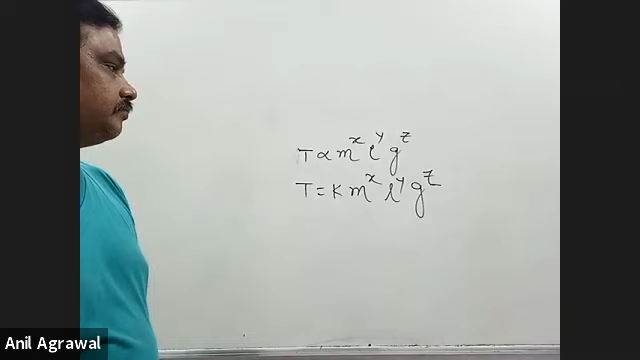 T ∝ m^x l^y g^z
T = K m^x l^y g^z
Anil Agrawal